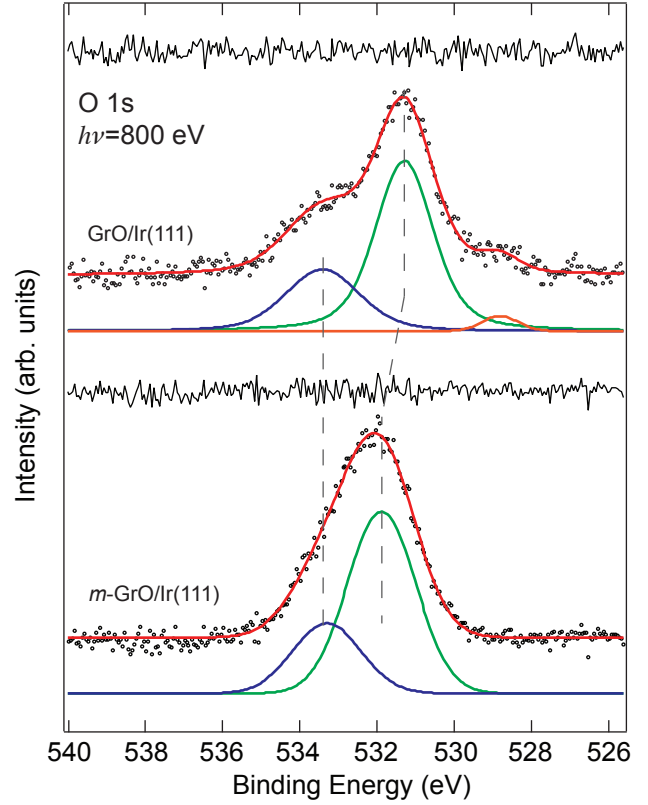 O 1s
hν=800 eV
GrO/Ir(111)
m-GrO/Ir(111)
Intensity (arb. units)
540 538 536 534 532 530 528 526
Binding Energy (eV)